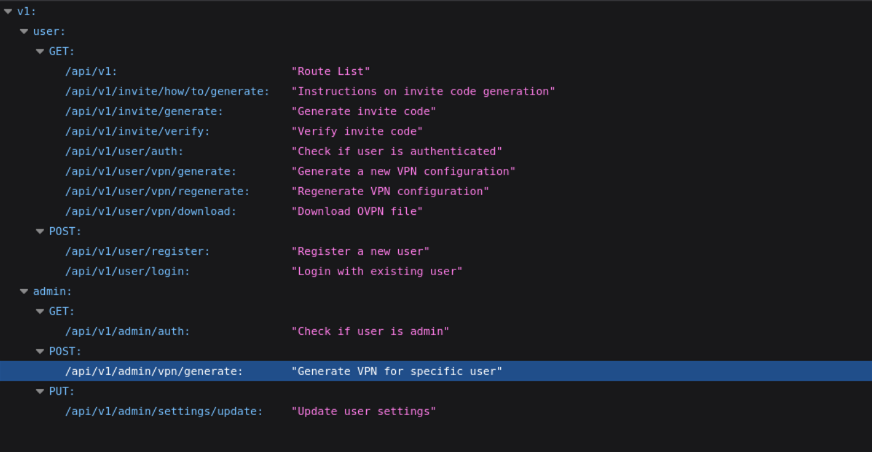 v1:
user:
GET:
/api/v1: "Route List"
/api/v1/invite/how/to/generate: "Instructions on invite code generation"
/api/v1/invite/generate: "Generate invite code"
/api/v1/invite/verify: "Verify invite code"
/api/v1/user/auth: "Check if user is authenticated"
/api/v1/user/vpn/generate: "Generate a new VPN configuration"
/api/v1/user/vpn/regenerate: "Regenerate VPN configuration"
/api/v1/user/vpn/download: "Download OVPN file"
POST:
/api/v1/user/register: "Register a new user"
/api/v1/user/login: "Login with existing user"
admin:
GET:
/api/v1/admin/auth: "Check if user is admin"
POST:
/api/v1/admin/vpn/generate: "Generate VPN for specific user"
PUT:
/api/v1/admin/settings/update: "Update user settings"